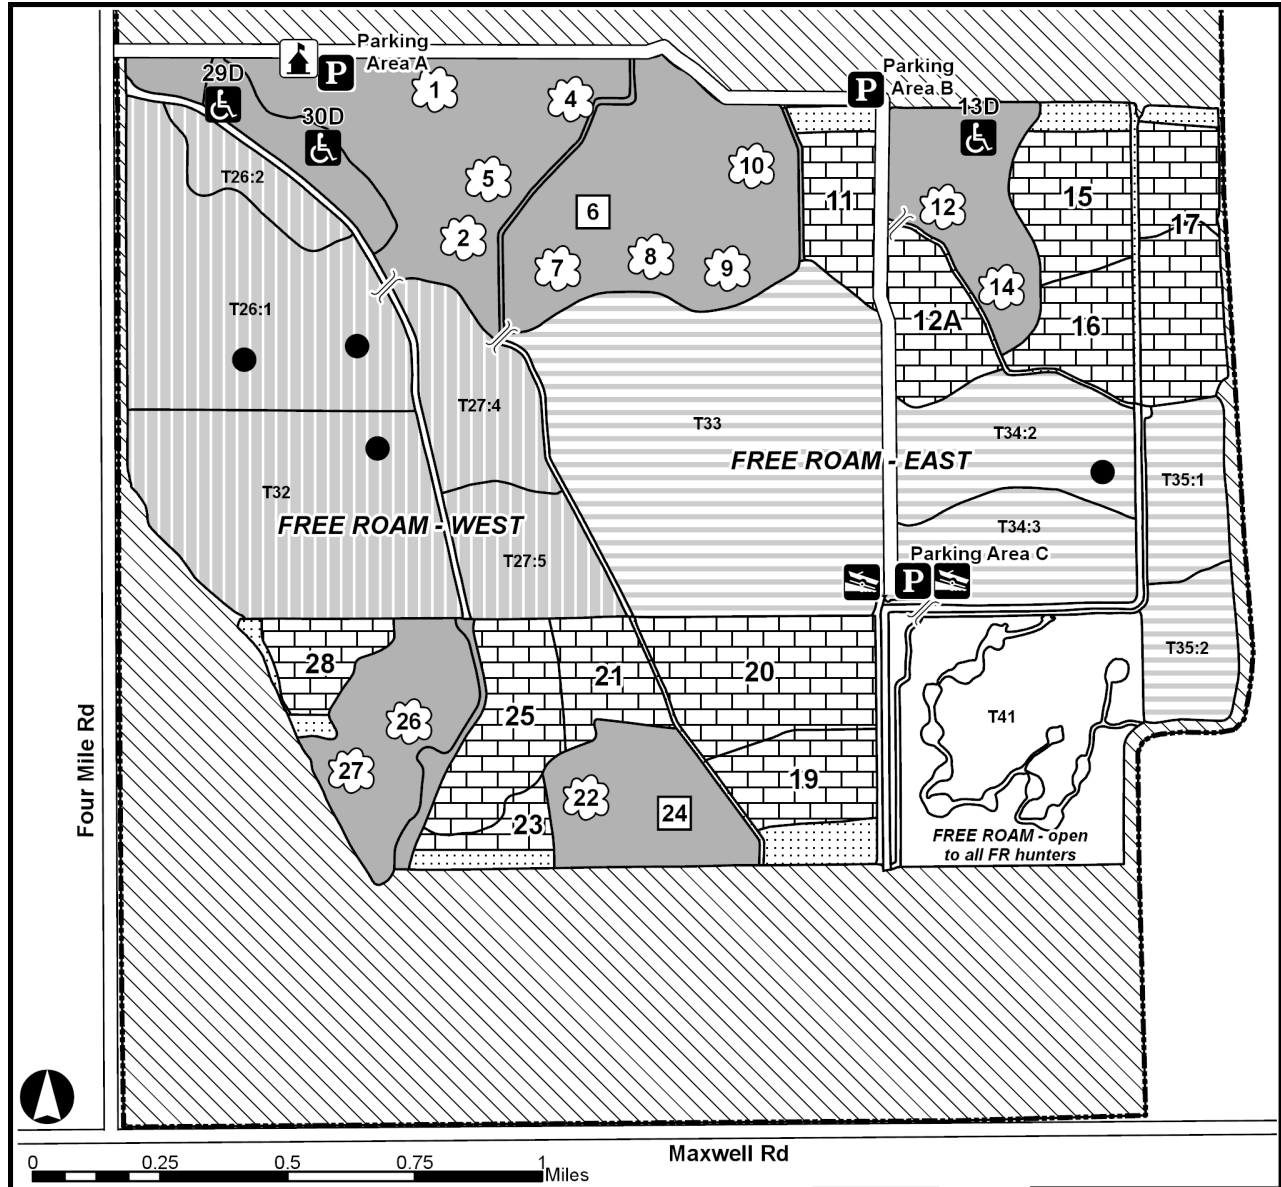 Parking
Area A
P
29D
30D
1
4
5
2
6
7
8
9
10
Parking
Area B
P
13D
11
12
14
15
17
12A
16
T26:2
T26:1
T27:4
T32
T27:5
T33
T34:2
T34:3
T35:1
T35:2
FREE ROAM - WEST
FREE ROAM - EAST
Parking Area C
P
28
26
27
25
21
20
19
22
24
23
T41
FREE ROAM - open
to all FR hunters
Four Mile Rd
Maxwell Rd
0 0.25 0.5 0.75 1
Miles